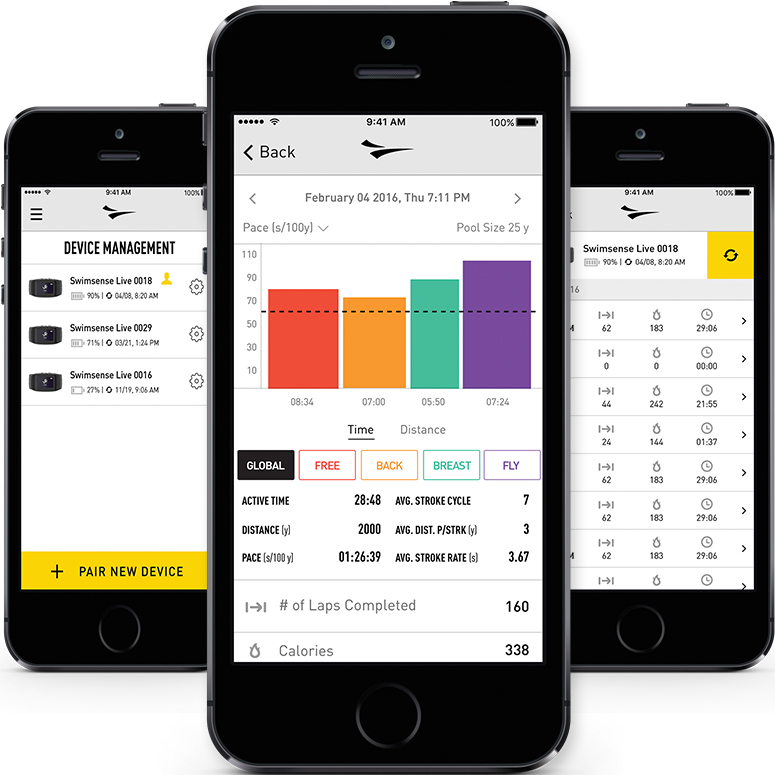 9:41 AM 100%
DEVICE MANAGEMENT
Swimsense Live 0018
90% | 04/08, 8:20 AM
Swimsense Live 0029
71% | 03/21, 1:24 PM
Swimsense Live 0016
27% | 11/19, 9:06 AM
+ PAIR NEW DEVICE
9:41 AM 100%
Back
February 04 2016, Thu 7:11 PM
Pace (s/100y) Pool Size 25 y
110
90
70
50
30
10
08:34 07:00 05:50 07:24
Time Distance
GLOBAL FREE BACK BREAST FLY
ACTIVE TIME 28:48 AVG. STROKE CYCLE 7
DISTANCE (y) 2000 AVG. DIST. P/STRK (y) 3
PACE (s/100 y) 01:26:39 AVG. STROKE RATE (s) 3.67
# of Laps Completed 160
Calories 338
9:41 AM 100%
Swimsense Live 0018
90% | 04/08, 8:20 AM
16
62 183 29:06
0 0 00:00
44 242 21:55
24 144 01:37
62 183 29:06
62 183 29:06
M 62 183 29:06